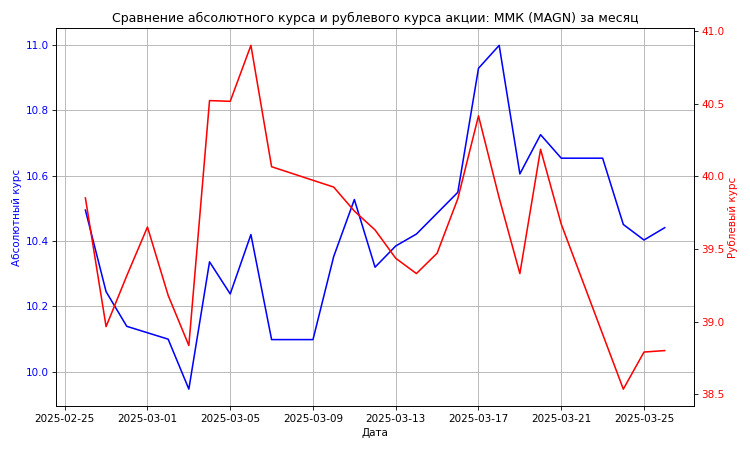 Сравнение абсолютного курса и рублевого курса акции: ММК (MAGN) за месяц
11.0
10.8
10.6
10.4
10.2
10.0
Абсолютный курс
41.0
40.5
40.0
39.5
39.0
38.5
Рублевый курс
2025-02-25 2025-03-01 2025-03-05 2025-03-09 2025-03-13 2025-03-17 2025-03-21 2025-03-25
Дата